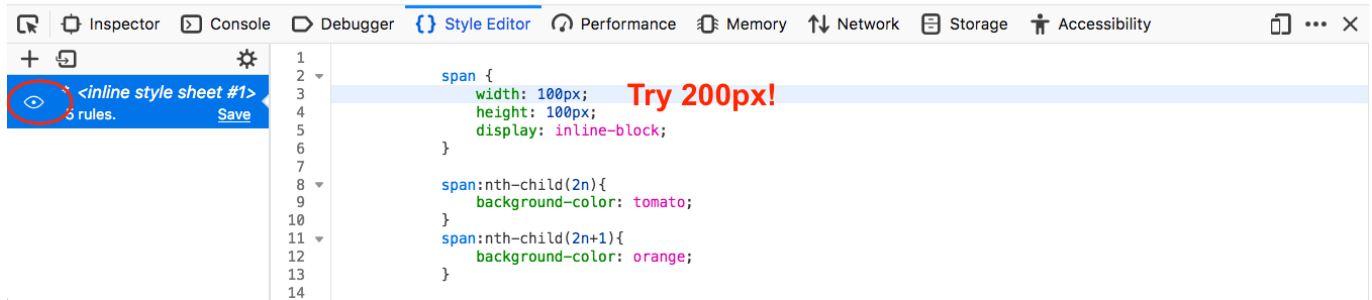 Inspector Console Debugger {} Style Editor Performance Memory Network Storage Accessibility
<inline style sheet #1>
5 rules. Save
1
2 span {
3 width: 100px; Try 200px!
4 height: 100px;
5 display: inline-block;
6 }
7
8 span:nth-child(2n){
9 background-color: tomato;
10 }
11 span:nth-child(2n+1){
12 background-color: orange;
13 }
14